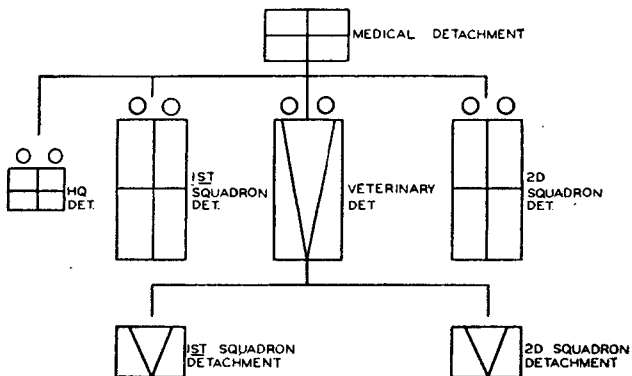 MEDICAL DETACHMENT
HQ
DET.
1ST
SQUADRON
DET.
VETERINARY
DET
2D
SQUADRON
DET.
1ST SQUADRON
DETACHMENT
2D SQUADRON
DETACHMENT